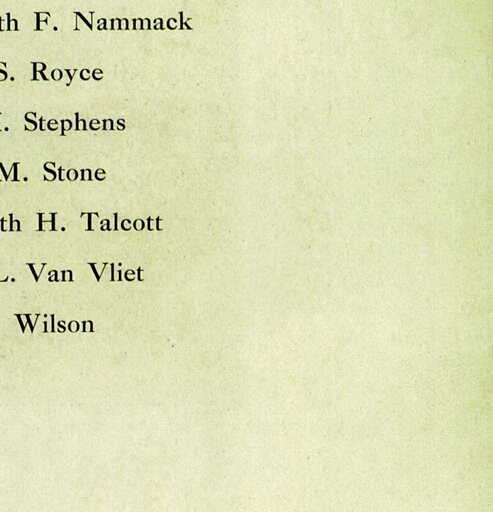 th F. Nammack
S. Royce
. Stephens
M. Stone
th H. Talcott
L. Van Vliet
Wilson